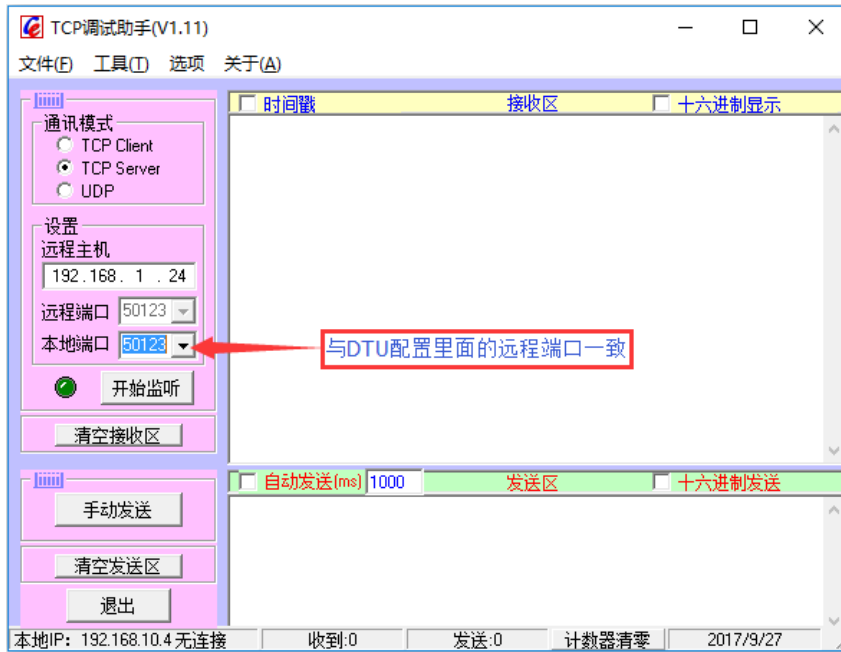 TCP调试助手(V1.11)
文件(F) 工具(T) 选项 关于(A)
通讯模式
TCP Client
TCP Server
UDP
设置
远程主机
192.168. 1 . 24
远程端口 50123
本地端口 50123
开始监听
清空接收区
时间戳 接收区 十六进制显示
与DTU配置里面的远程端口一致
自动发送(ms) 1000 发送区 十六进制发送
手动发送
清空发送区
退出
本地IP: 192.168.10.4 无连接 收到:0 发送:0 计数器清零 2017/9/27